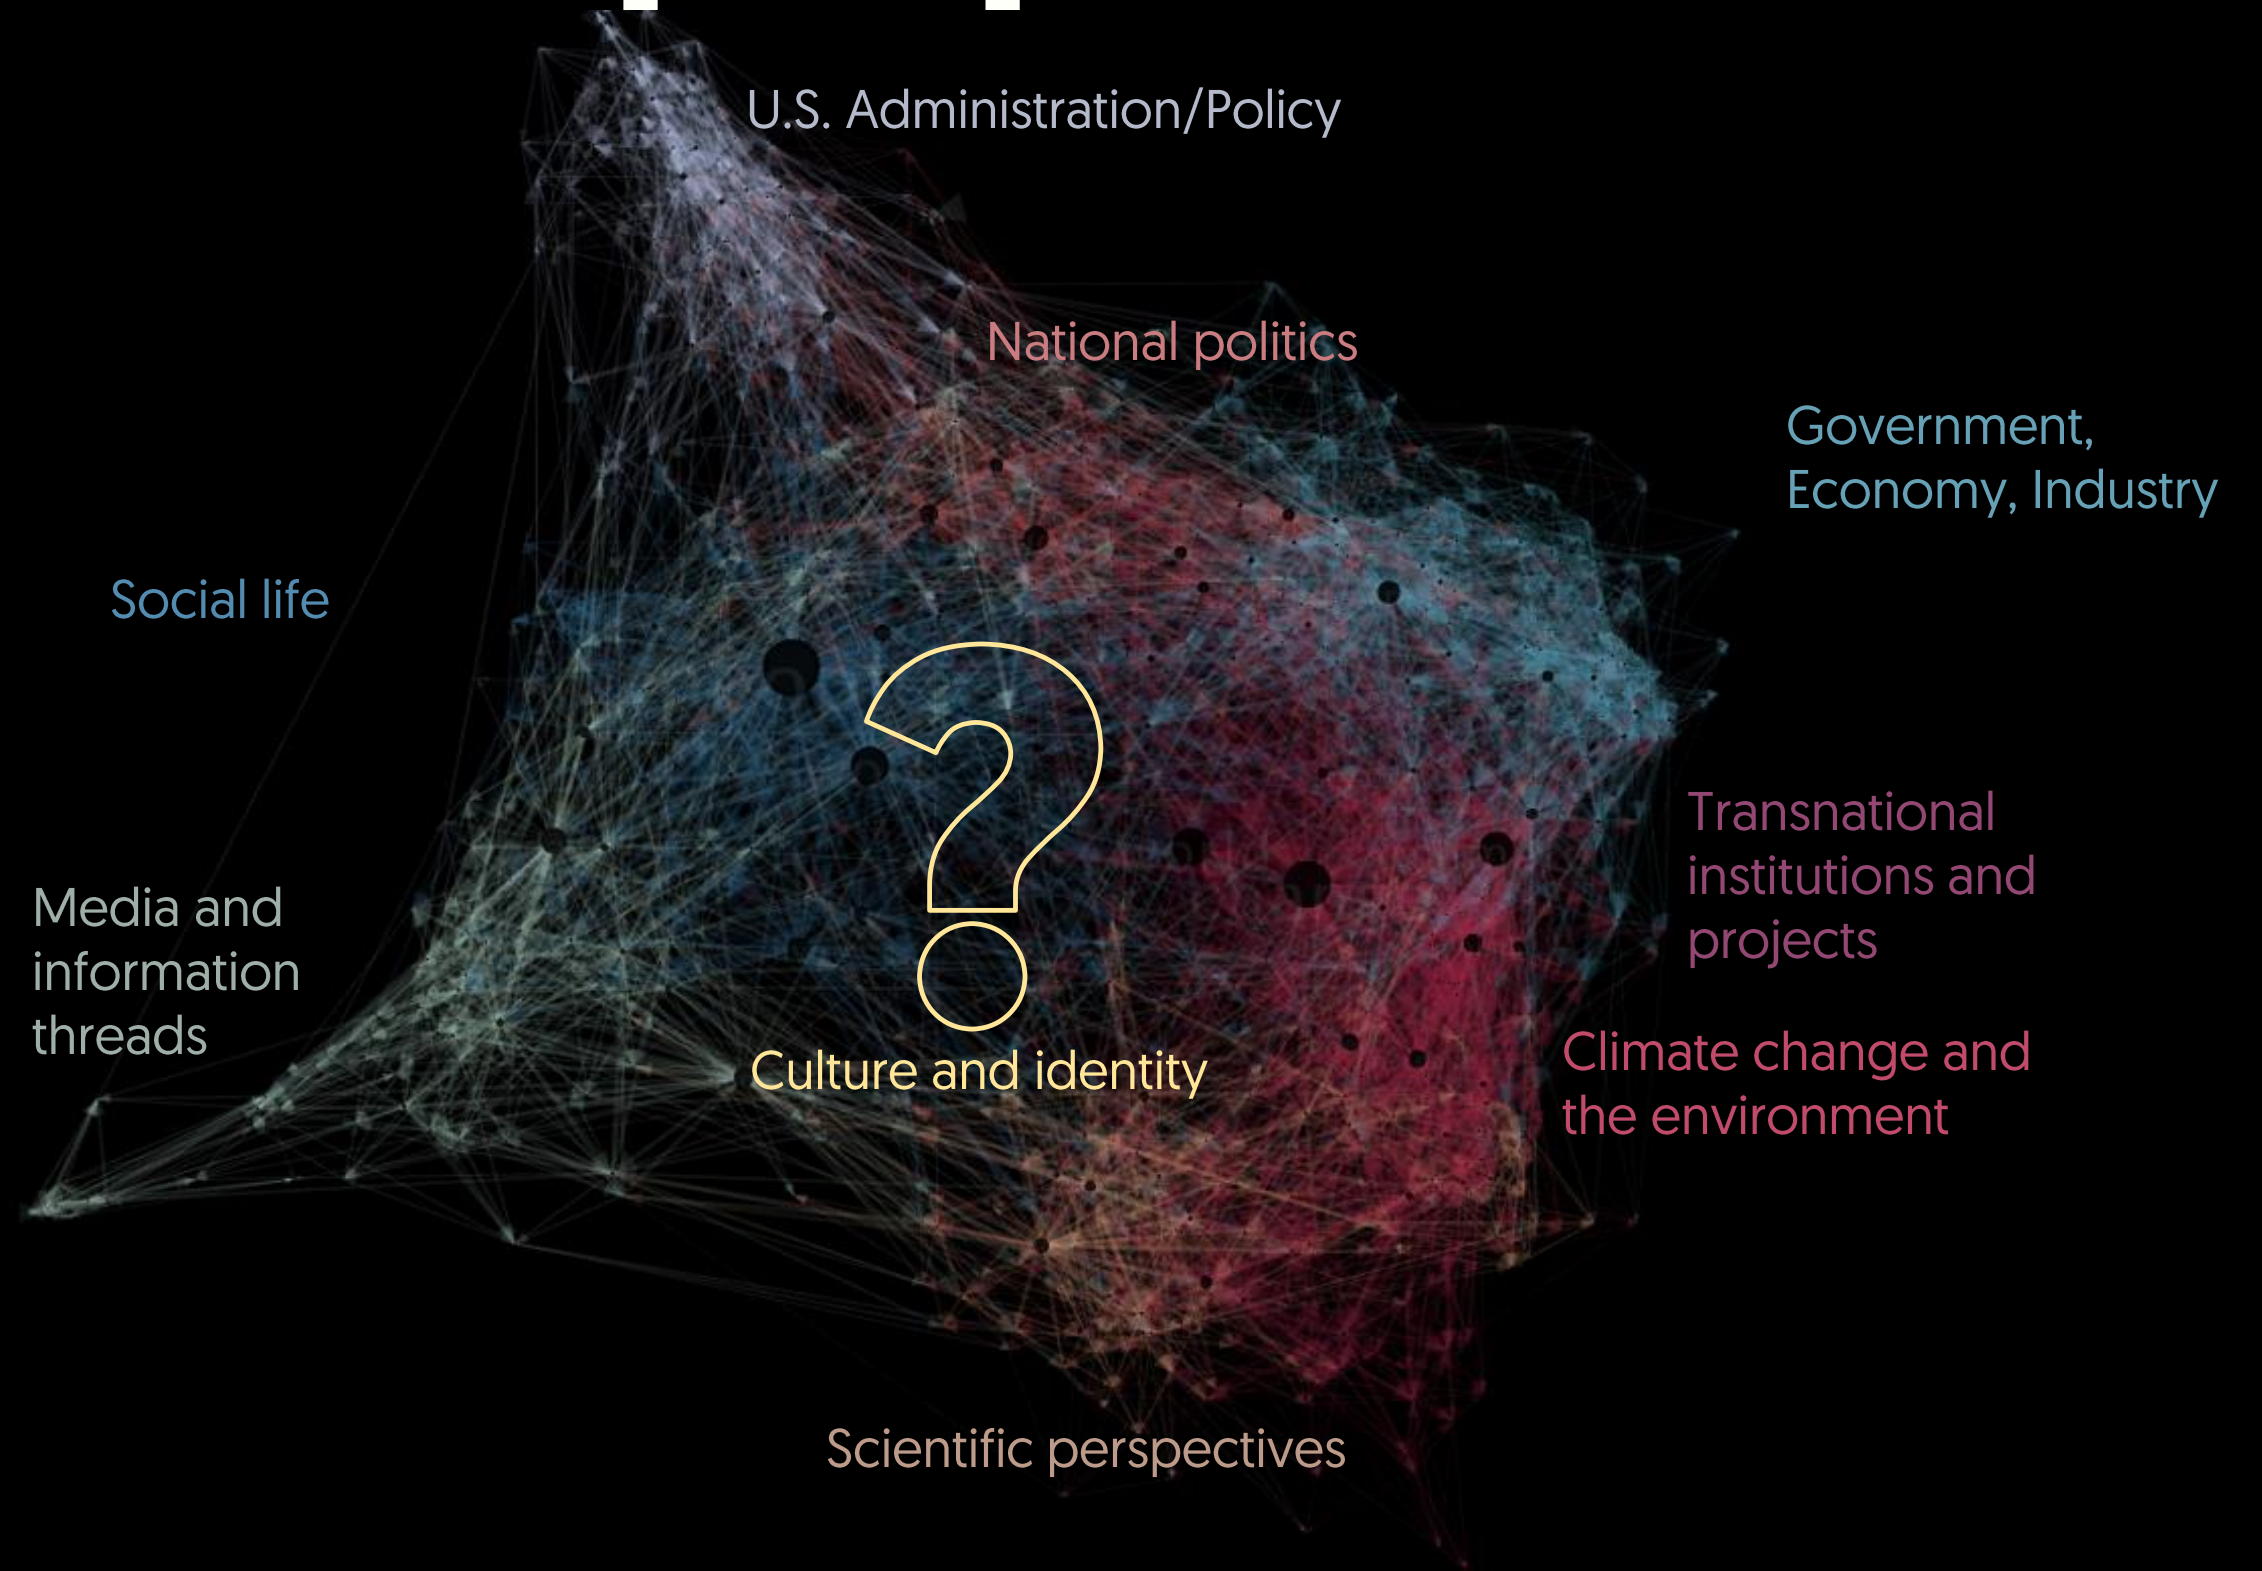 U.S. Administration/Policy
National politics
Government,
Economy, Industry
Social life
Transnational
institutions and
projects
Media and
information
threads
Climate change and
the environment
Culture and identity
Scientific perspectives